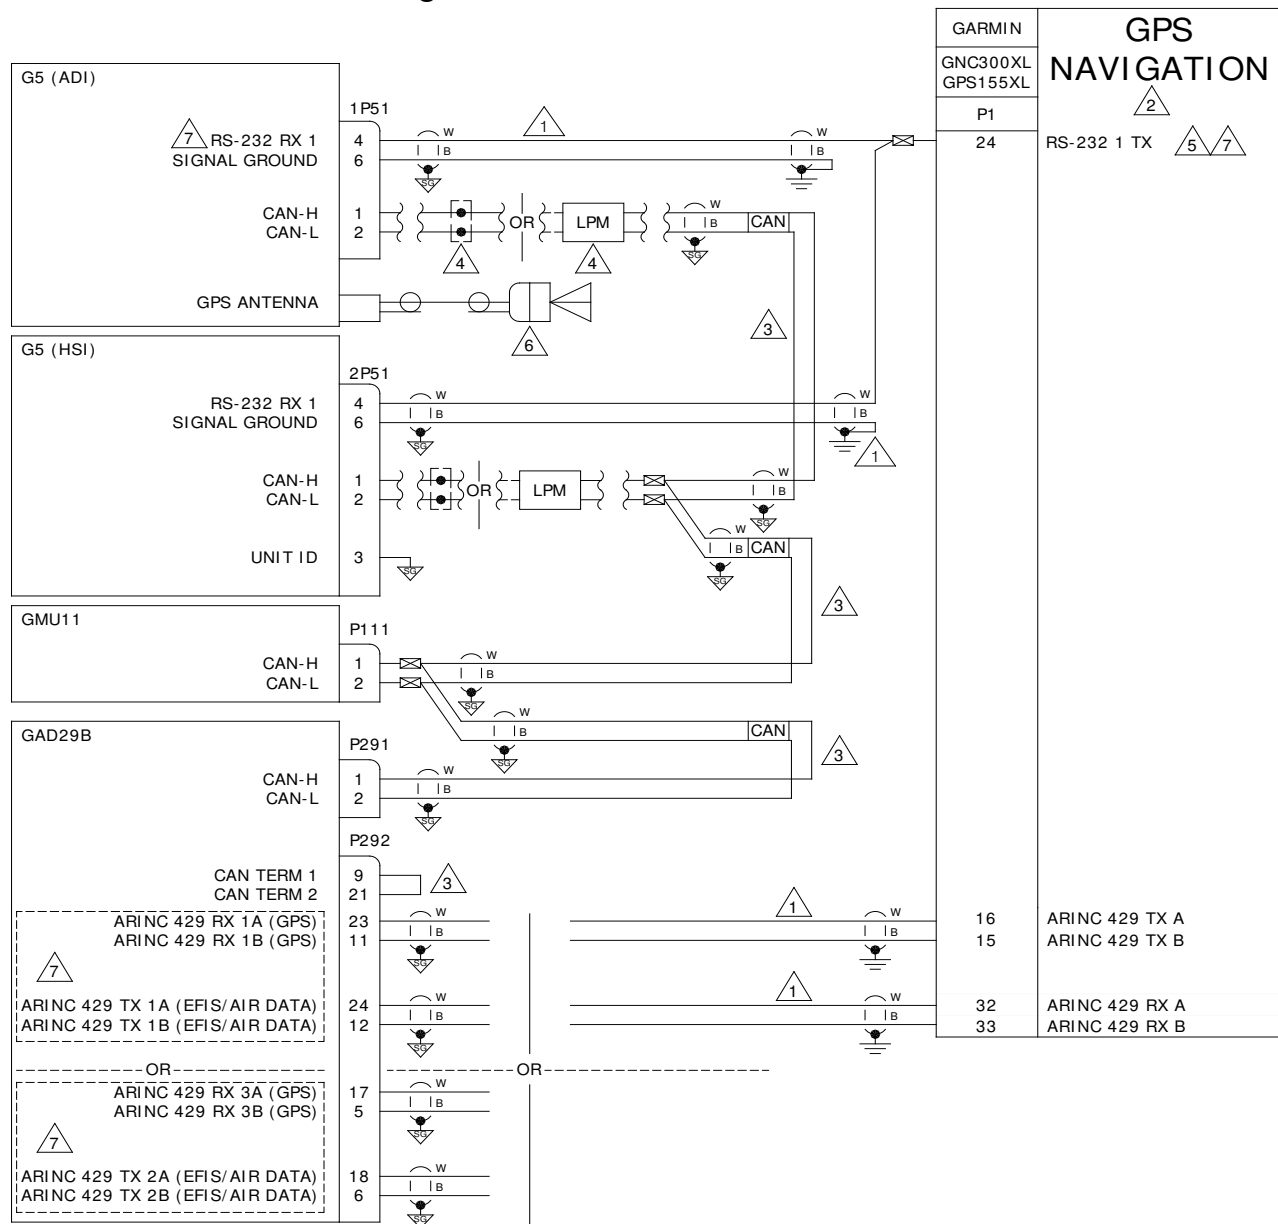 GARMIN
GPS
NAVIGATION
GNC300XL
GPS155XL
2
P1
24 RS-232 1 TX 5 7
G5 (ADI)
1P51
7 RS-232 RX 1 4 W B 1 W B
SIGNAL GROUND 6
SG
CAN-H 1
CAN-L 2
OR LPM W B CAN
4 4 SG
GPS ANTENNA
6
3
G5 (HSI)
2P51
RS-232 RX 1 4 W B W B
SIGNAL GROUND 6
SG 1
CAN-H 1
CAN-L 2
OR LPM W B
SG
W B CAN
SG
UNIT ID 3 SG
3
GMU11
P111
CAN-H 1 W
CAN-L 2 B
SG
W B CAN
SG
3
GAD29B
P291
CAN-H 1 W
CAN-L 2 B
SG
P292
CAN TERM 1 9
CAN TERM 2 21
3
ARINC 429 RX 1A (GPS) 23 W 1 W 16 ARINC 429 TX A
ARINC 429 RX 1B (GPS) 11 B B 15 ARINC 429 TX B
7 SG
ARINC 429 TX 1A (EFIS/AIR DATA) 24 W 1 W 32 ARINC 429 RX A
ARINC 429 TX 1B (EFIS/AIR DATA) 12 B B 33 ARINC 429 RX B
SG
OR OR
ARINC 429 RX 3A (GPS) 17 W
ARINC 429 RX 3B (GPS) 5 B
7 SG
ARINC 429 TX 2A (EFIS/AIR DATA) 18 W
ARINC 429 TX 2B (EFIS/AIR DATA) 6 B
SG